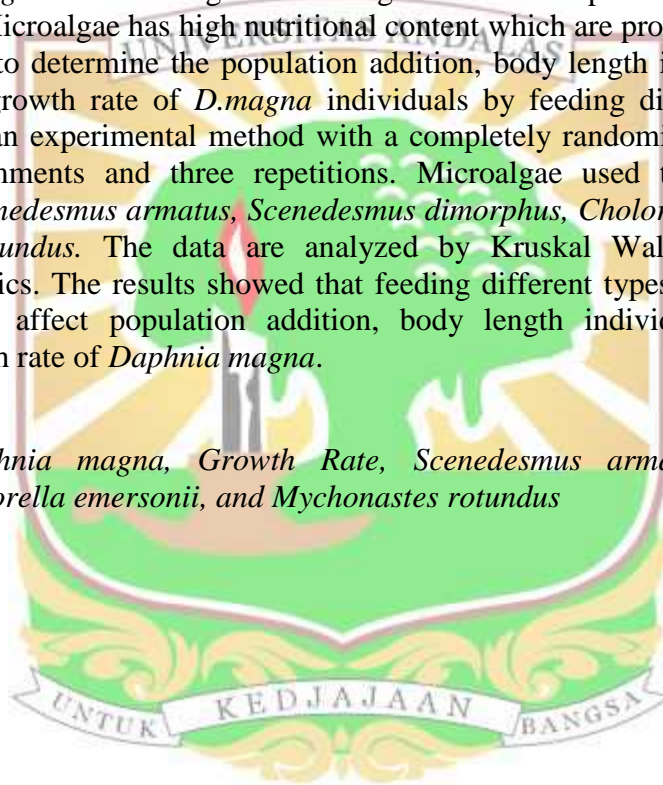 Microalgae has high nutritional content which are pro
UNIVERSITAS ANDALAS
to determine the population addition, body length i
growth rate of D.magna individuals by feeding di
an experimental method with a completely randomi
nments and three repetitions. Microalgae used t
nedesmus armatus, Scenedesmus dimorphus, Cholor
undus. The data are analyzed by Kruskal Wal
ics. The results showed that feeding different types
affect population addition, body length indivi
n rate of Daphnia magna.
hnia magna, Growth Rate, Scenedesmus arma
orella emersonii, and Mychonastes rotundus
UNTUK KEDJAJAAN BANGSA